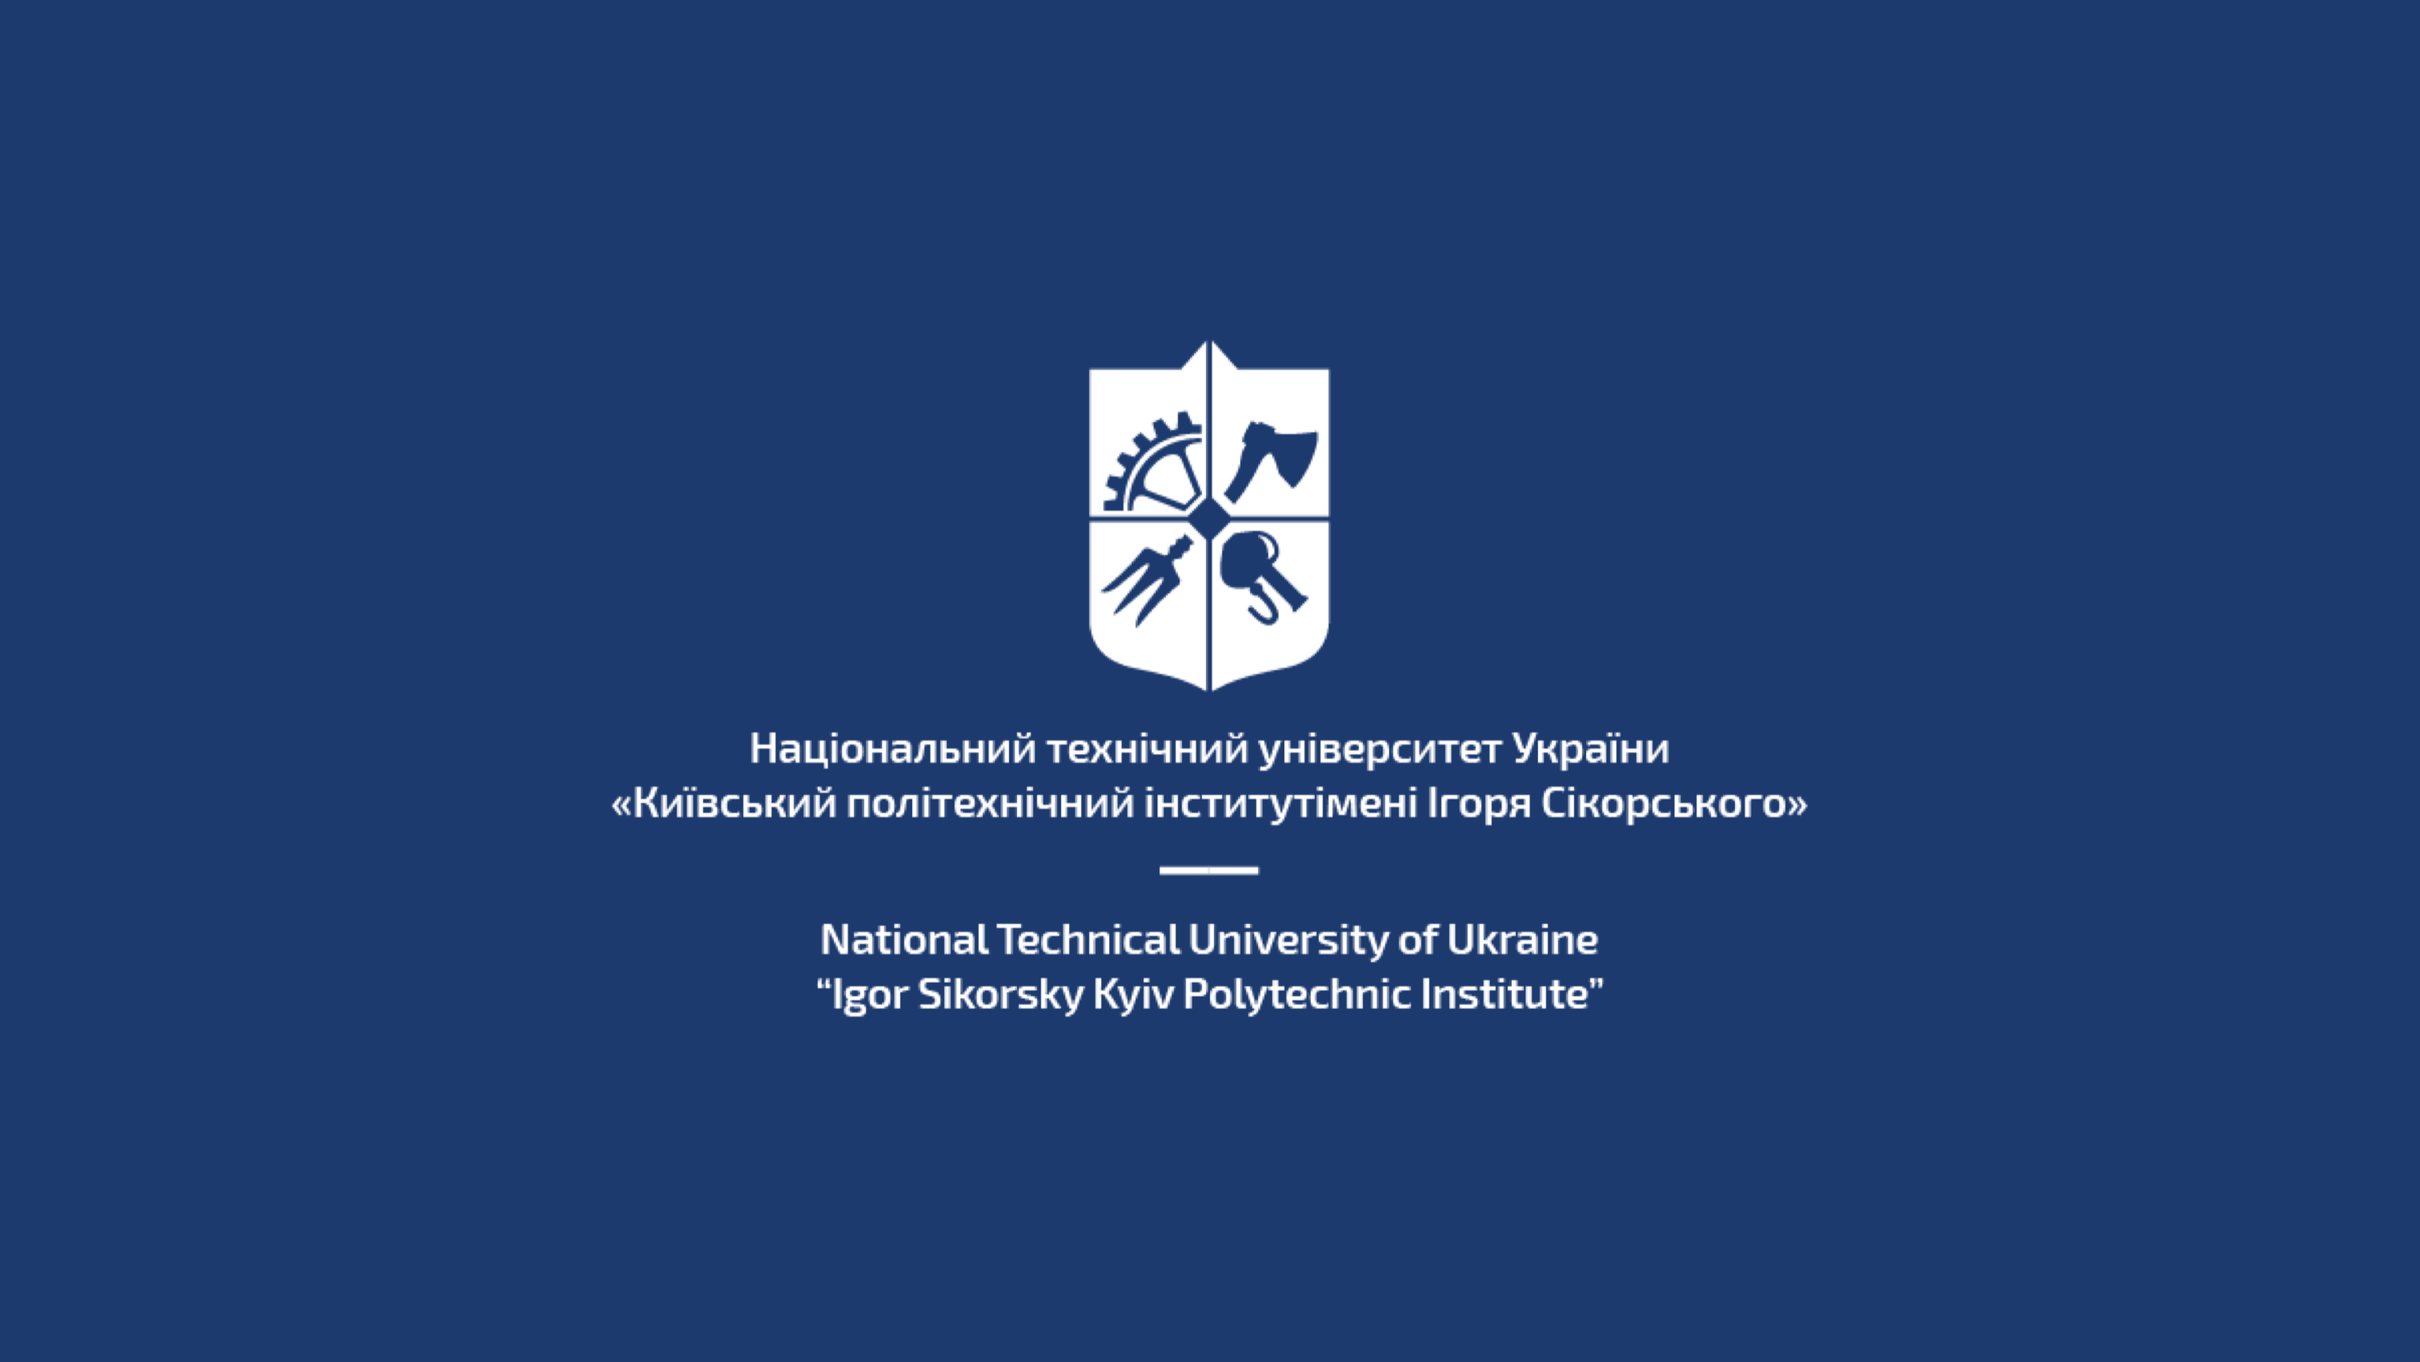 Національний технічний університет України
«Київський політехнічний інститутімені Ігоря Сікорського»
National Technical University of Ukraine
“Igor Sikorsky Kyiv Polytechnic Institute”